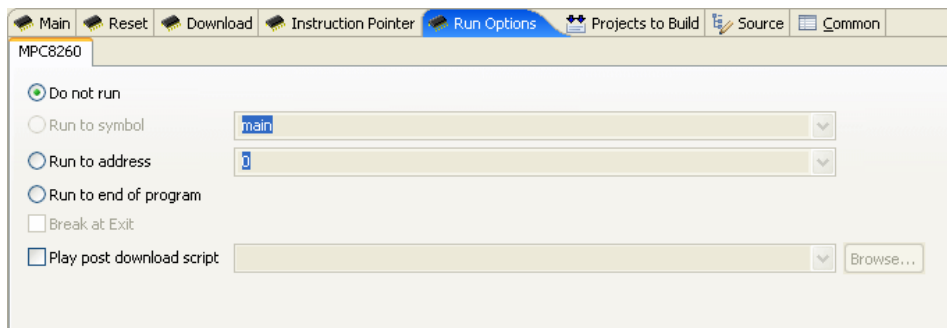 Main Reset Download Instruction Pointer Run Options Projects to Build Source Common
MPC8260
Do not run
Run to symbol main
Run to address 0
Run to end of program
Break at Exit
Play post download script Browse...